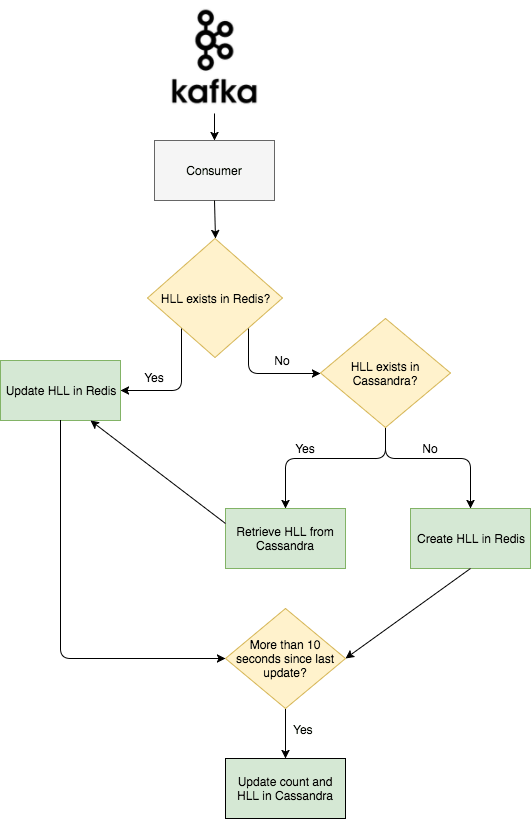 kafka
Consumer
HLL exists in Redis?
Yes
No
HLL exists in
Cassandra?
Update HLL in Redis
Yes
No
Retrieve HLL from
Cassandra
Create HLL in Redis
More than 10
seconds since last
update?
Yes
Update count and
HLL in Cassandra